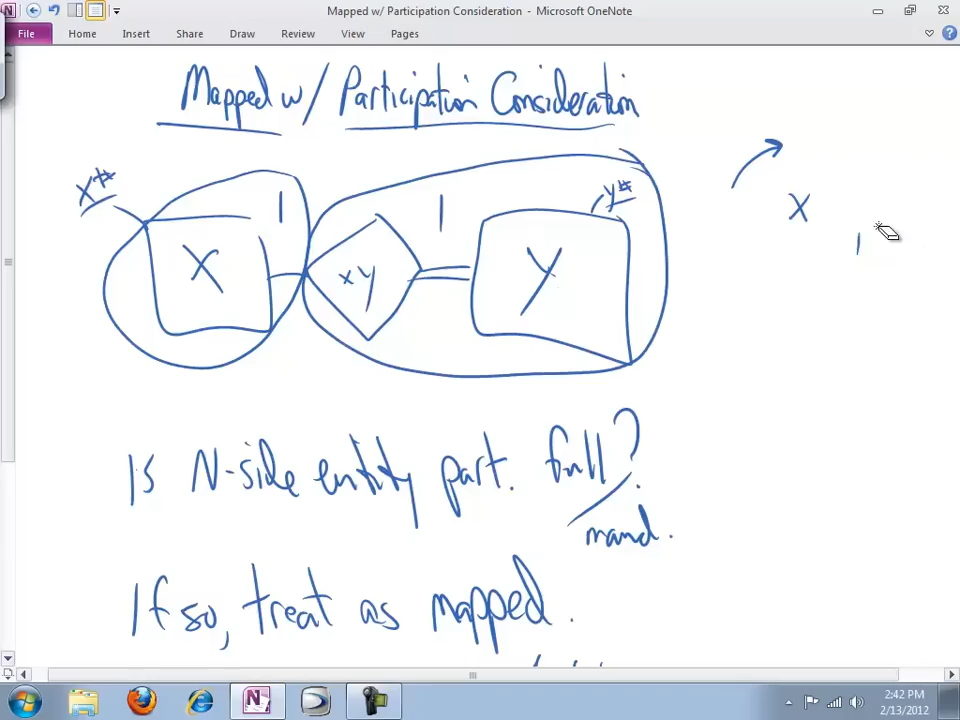 Mapped w/ Participation Consideration - Microsoft OneNote
File Home Insert Share Draw Review View Pages
Mapped w/ Participation Consideration
x# 1 1 y#
X xy Y
X
1
Is N-side entity part. full?
mand.
If so, treat as mapped.
2:42 PM
2/13/2012